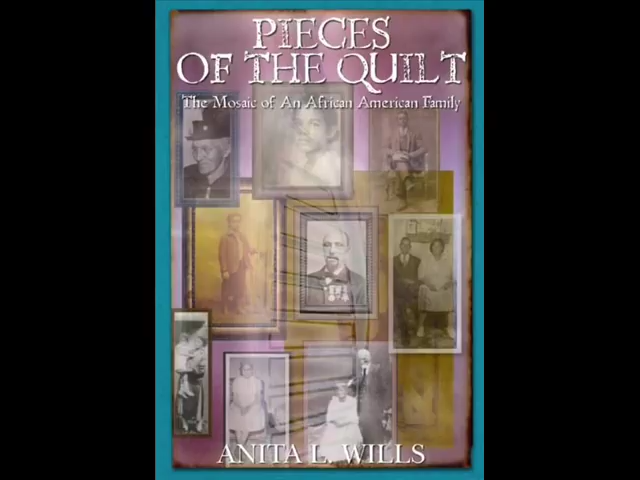 PIECES
OF THE QUILT
The Mosaic of An African American Family
ANITA L. WILLS